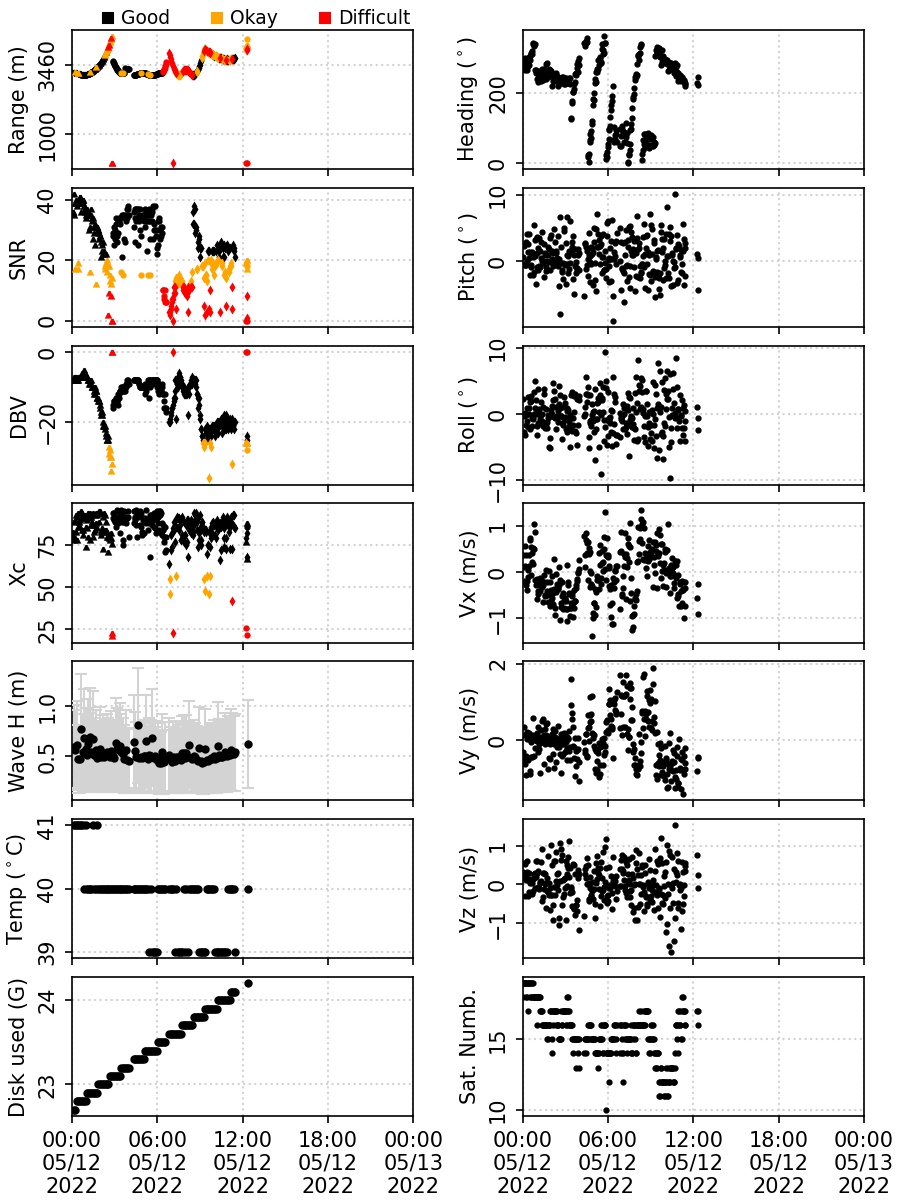 Good Okay Difficult
Range (m)
3460
1000
Heading (°)
200
0
SNR
40
20
0
Pitch (°)
10
0
DBV
0
−20
Roll (°)
10
0
−10
Xc
75
50
25
Vx (m/s)
1
0
−1
Wave H (m)
1.0
0.5
Vy (m/s)
2
0
Temp (°C)
41
40
39
Vz (m/s)
1
0
−1
Disk used (G)
24
23
Sat. Numb.
15
10
00:00 06:00 12:00 18:00 00:00
05/12 05/12 05/12 05/12 05/13
2022 2022 2022 2022 2022
00:00 06:00 12:00 18:00 00:00
05/12 05/12 05/12 05/12 05/13
2022 2022 2022 2022 2022